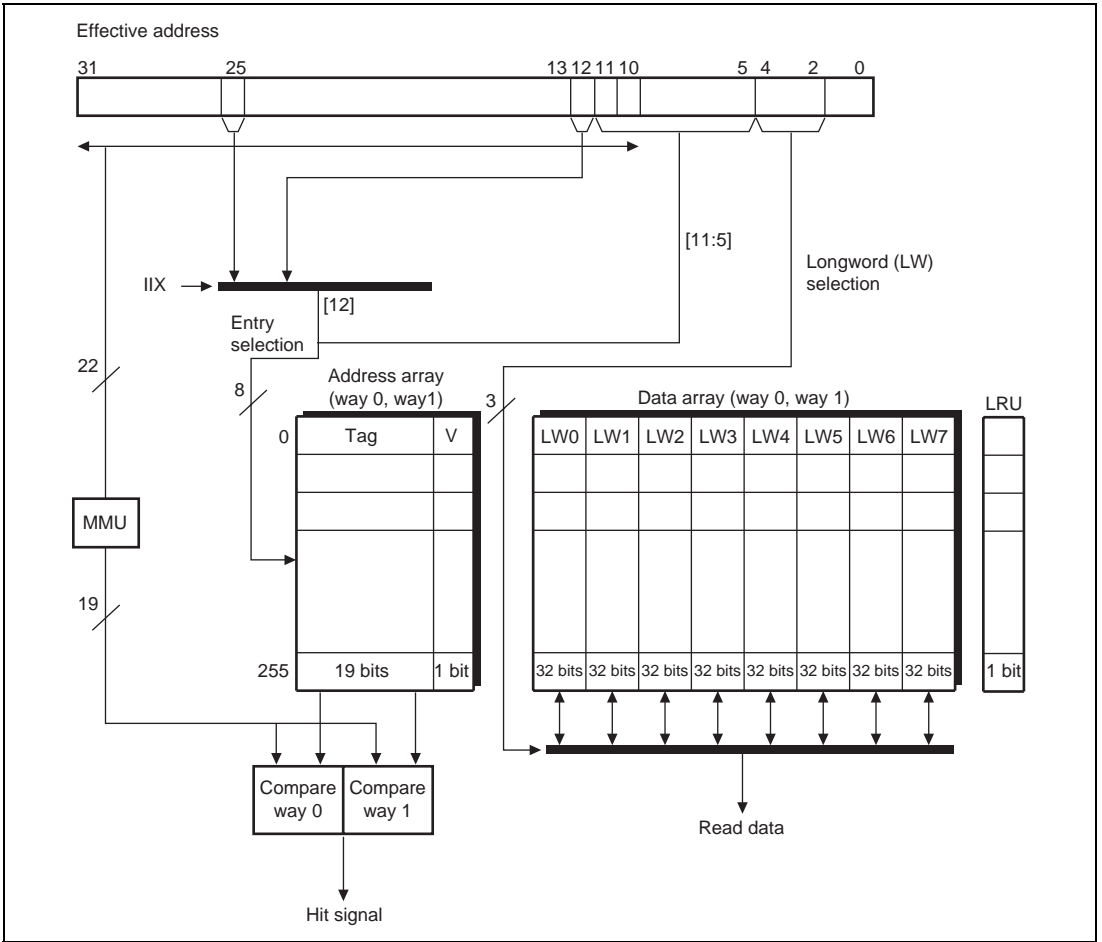 Effective address
31 25 13 12 11 10 5 4 2 0
[11:5]
Longword (LW)
selection
IIX
[12]
Entry
selection
22
8
Address array
(way 0, way1)
3
Data array (way 0, way 1)
LRU
0 Tag V
LW0 LW1 LW2 LW3 LW4 LW5 LW6 LW7
MMU
19
255 19 bits 1 bit
32 bits 32 bits 32 bits 32 bits 32 bits 32 bits 32 bits 32 bits
1 bit
Compare
way 0
Compare
way 1
Read data
Hit signal